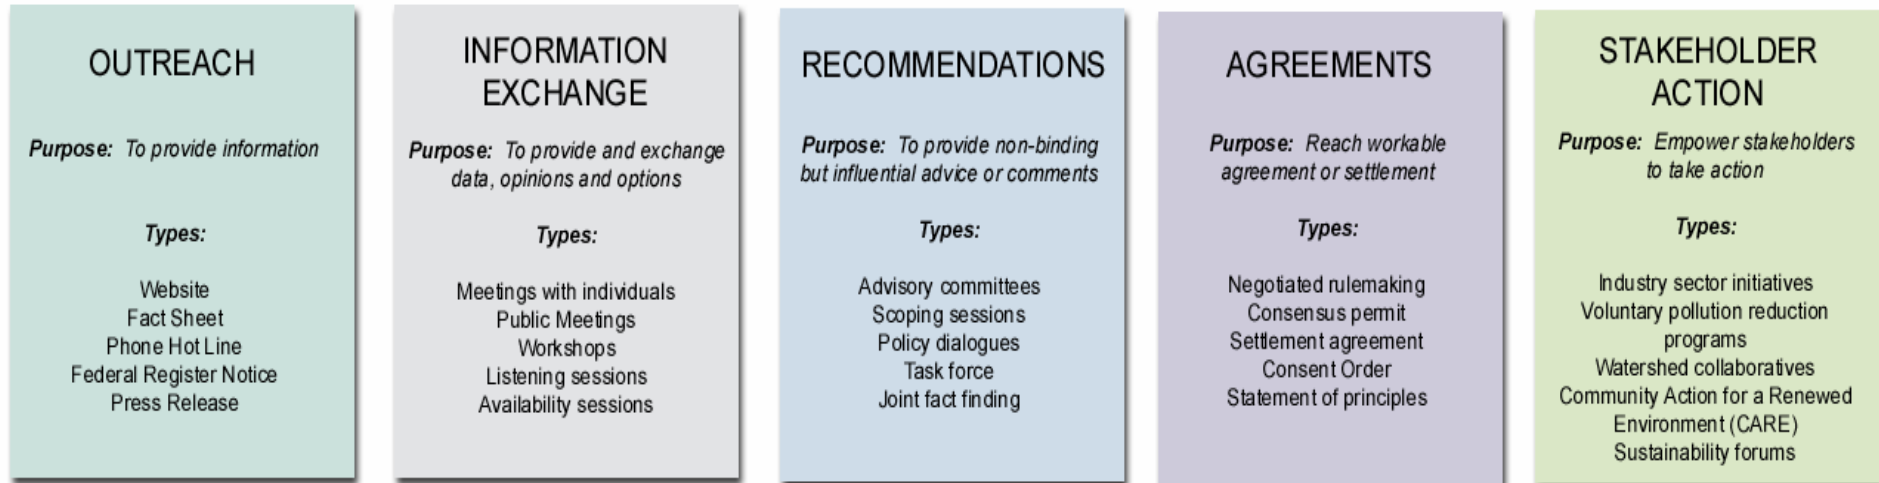 OUTREACH
Purse: To provide information
Types:
Website
Fact Sheet
Phone Hot Line
Federal Register Notice
Press Release
INFORMATION
EXCHANGE
Purpose: To provide and exchange
data, opinions and options
Types:
Meetings with individuals
Public Meetings
Workshops
Listening sessions
Availability sessions
RECOMMENDATIONS
Purpose: To provide non-binding
but influential advice or comments
Types:
Advisory committees
Scoping sessions
Policy dialogues
Task force
Joint fact finding
AGREEMENTS
Purpose: Reach workable
agreement or settlement
Types:
Negotiated rulemaking
Consensus permit
Settlement agreement
Consent Order
Statement of principles
STAKEHOLDER
ACTION
Purpose: Empower stakeholders
to take action
Types:
Industry sector initiatives
Voluntary pollution reduction
programs
Watershed collaboratives
Community Action for a Renewed
Environment (CARE)
Sustainability forums